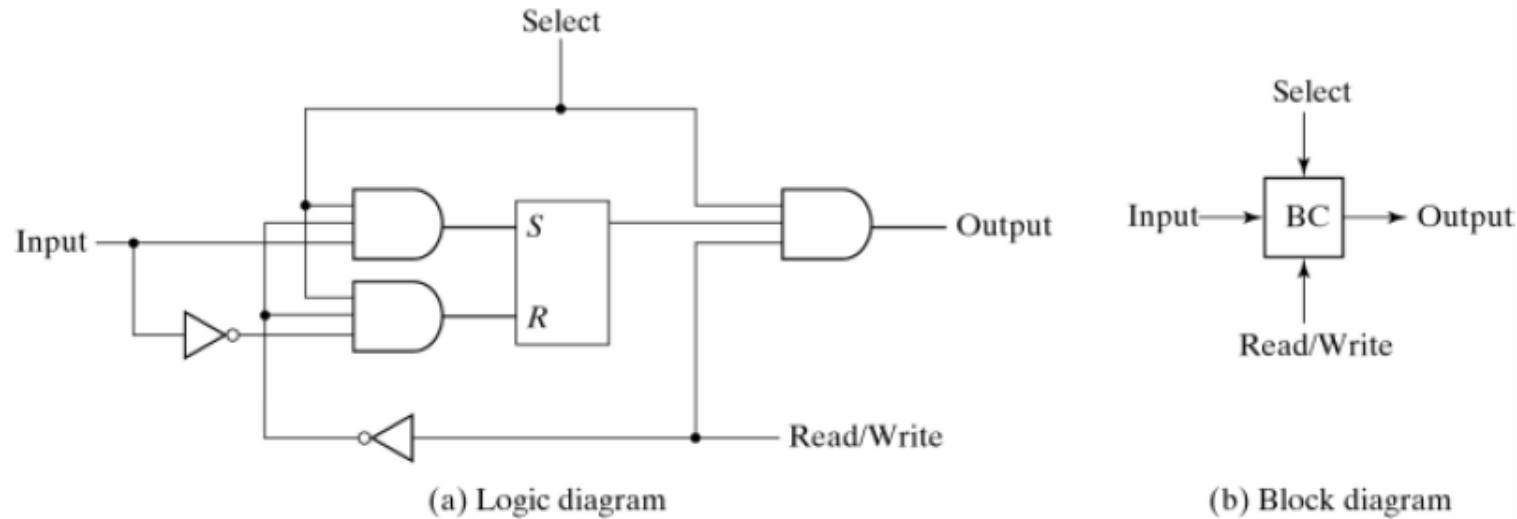 Select
Input
S
R
Output
Read/Write
(a) Logic diagram
Select
Input
BC
Output
Read/Write
(b) Block diagram